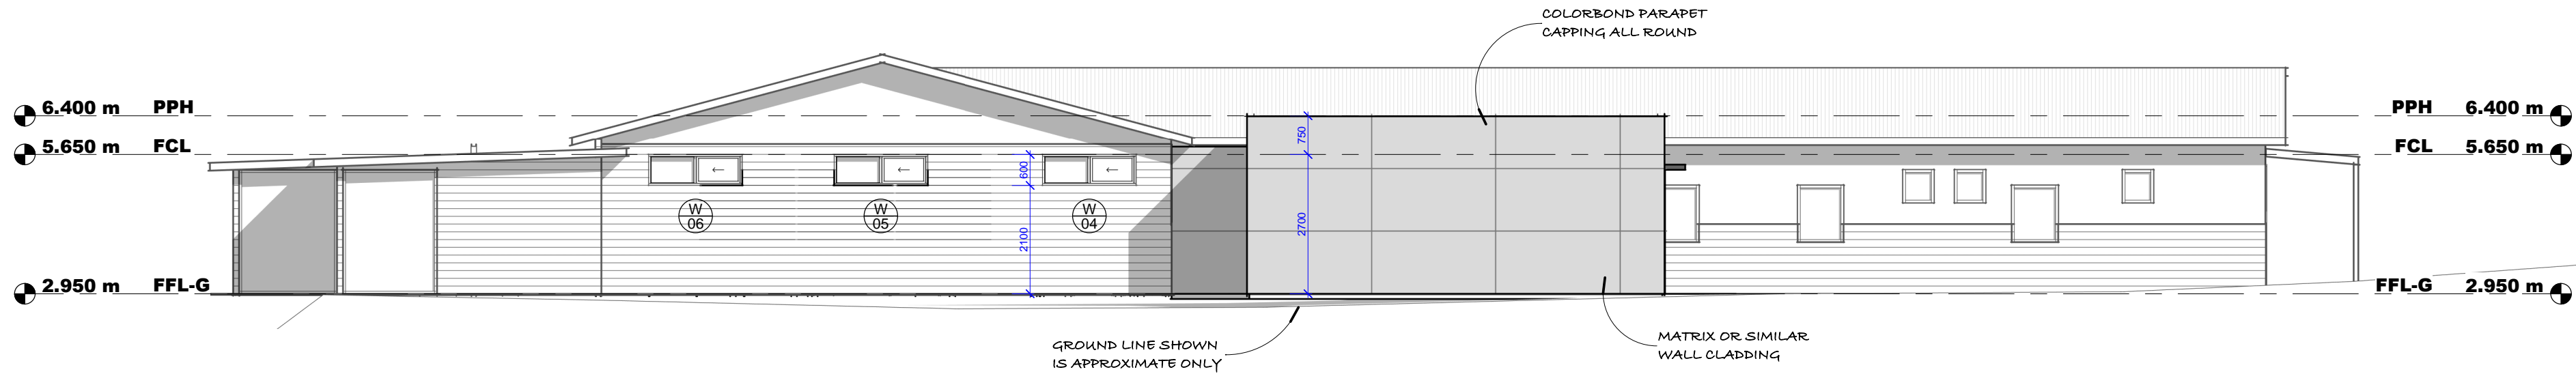 COLORBOND PARAPET
CAPPING ALL ROUND
6.400 m PPH
PPH 6.400 m
5.650 m FCL
FCL 5.650 m
750
600
W
06
W
05
W
04
2100
2700
2.950 m FFL-G
FFL-G 2.950 m
GROUND LINE SHOWN
IS APPROXIMATE ONLY
MATRIX OR SIMILAR
WALL CLADDING